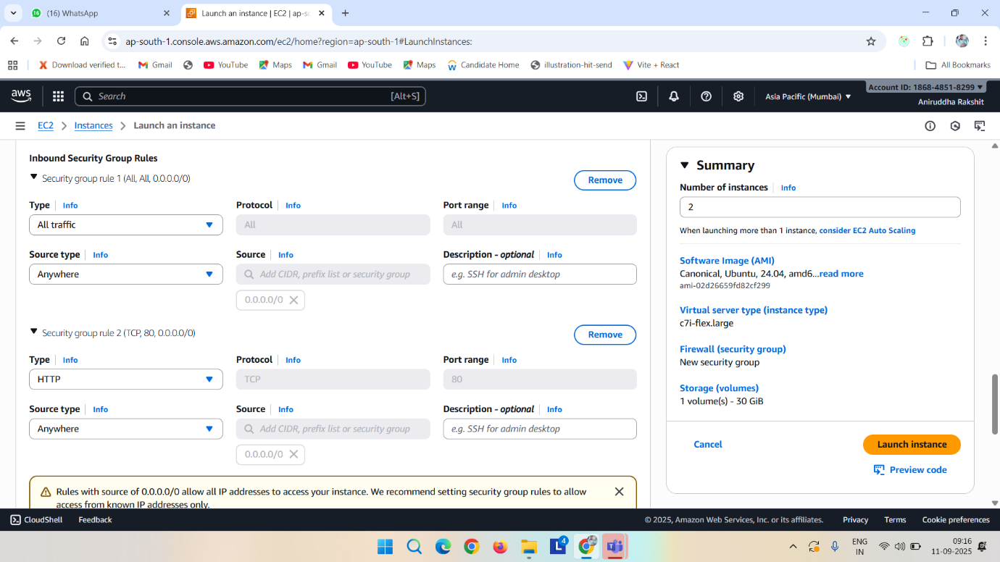 (16) WhatsApp
Launch an instance | EC2 | ap-so
ap-south-1.console.aws.amazon.com/ec2/home?region=ap-south-1#LaunchInstances:
Download verified t...
Gmail
YouTube
Maps
Gmail
YouTube
Maps
Candidate Home
illustration-hit-send
Vite + React
All Bookmarks
aws
Search
[Alt+S]
Asia Pacific (Mumbai)
Account ID: 1868-4851-8299
Aniruddha Rakshit
EC2
Instances
Launch an instance
Inbound Security Group Rules
Security group rule 1 (All, All, 0.0.0.0/0)
Remove
Type Info
Protocol Info
Port range Info
All traffic
All
All
Source type Info
Source Info
Description - optional Info
Anywhere
Add CIDR, prefix list or security group
e.g. SSH for admin desktop
0.0.0.0/0
Security group rule 2 (TCP, 80, 0.0.0.0/0)
Remove
Type Info
Protocol Info
Port range Info
HTTP
TCP
80
Source type Info
Source Info
Description - optional Info
Anywhere
Add CIDR, prefix list or security group
e.g. SSH for admin desktop
0.0.0.0/0
Rules with source of 0.0.0.0/0 allow all IP addresses to access your instance. We recommend setting security group rules to allow
access from known IP addresses only.
Summary
Number of instances Info
2
When launching more than 1 instance, consider EC2 Auto Scaling
Software Image (AMI)
Canonical, Ubuntu, 24.04, amd6...read more
ami-02d26659fd82cf299
Virtual server type (instance type)
c7i-flex.large
Firewall (security group)
New security group
Storage (volumes)
1 volume(s) - 30 GiB
Cancel
Launch instance
Preview code
CloudShell
Feedback
© 2025, Amazon Web Services, Inc. or its affiliates.
Privacy
Terms
Cookie preferences
L
4
ENG
IN
09:16
11-09-2025